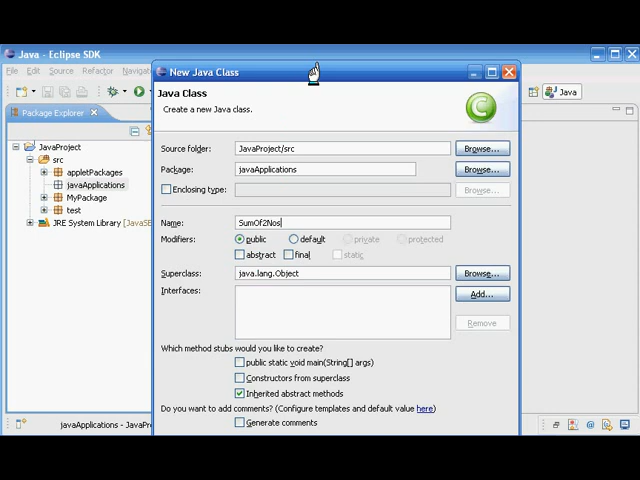 Java - Eclipse SDK
File Edit Source Refactor Navigate
Java
Package Explorer
JavaProject
src
appletPackages
javaApplications
MyPackage
test
JRE System Library [JavaSE
New Java Class
Java Class
Create a new Java class.
Source folder: JavaProject/src Browse...
Package: javaApplications Browse...
Enclosing type: Browse...
Name: SumOf2Nos
Modifiers: public default private protected
abstract final static
Superclass: java.lang.Object Browse...
Interfaces: Add...
Remove
Which method stubs would you like to create?
public static void main(String[] args)
Constructors from superclass
Inherited abstract methods
Do you want to add comments? (Configure templates and default value here)
Generate comments
javaApplications - JavaPr